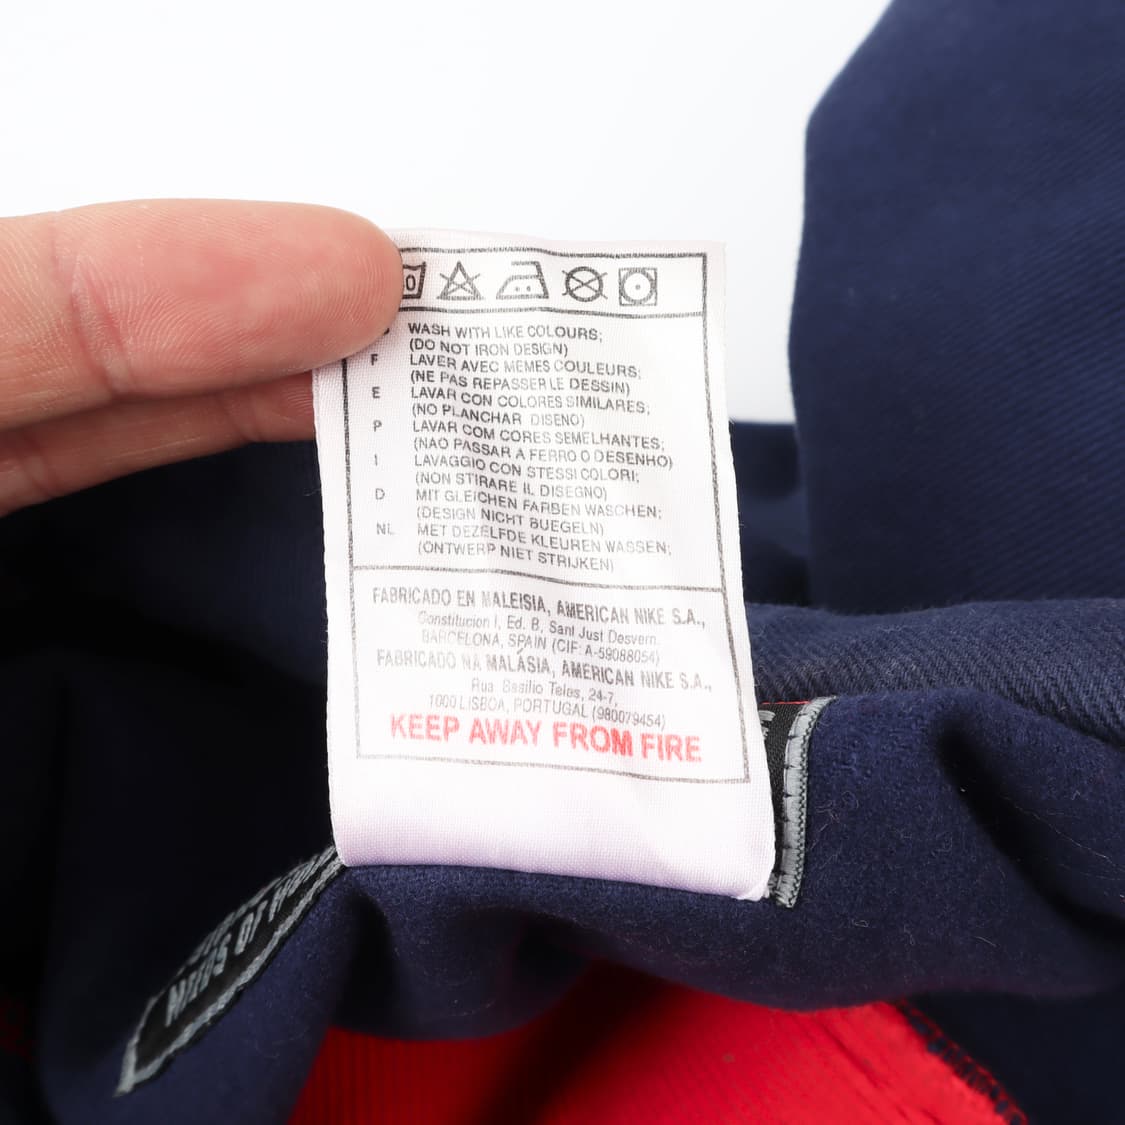 0
WASH WITH LIKE COLOURS;
(DO NOT IRON DESIGN)
F LAVER AVEC MEMES COULEURS;
(NE PAS REPASSER LE DESSIN)
E LAVAR CON COLORES SIMILARES;
(NO PLANCHAR DISENO)
P LAVAR COM CORES SEMELHANTES;
(NAO PASSAR A FERRO O DESENHO)
I LAVAGGIO CON STESSI COLORI;
(NON STIRARE IL DISEGNO)
D MIT GLEICHEN FARBEN WASCHEN;
(DESIGN NICHT BUEGELN)
NL MET DEZELFDE KLEUREN WASSEN;
(ONTWERP NIET STRIJKEN)
FABRICADO EN MALEISIA, AMERICAN NIKE S.A.,
Constitucion I, Ed. B, Sant Just Desvern.
BARCELONA, SPAIN (CIF: A-59088054)
FABRICADO NA MALÁSIA, AMERICAN NIKE S.A.,
Rua Basilio Teles, 24-7,
1000 LISBOA, PORTUGAL (980079454)
KEEP AWAY FROM FIRE
OF